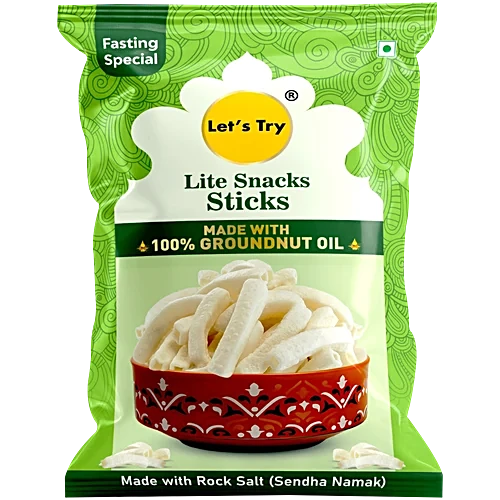 Fasting
Special
®
Let's Try
Lite Snacks
Sticks
MADE WITH
100% GROUNDNUT OIL
Made with Rock Salt (Sendha Namak)